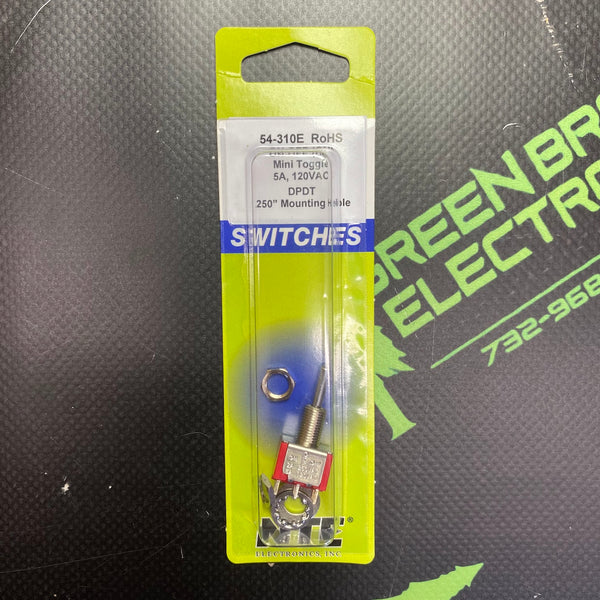 54-310E RoHS
Mini Toggle
5A, 120VAC
DPDT
.250" Mounting Hole
SWITCHES
GREEN BR
ELECTRO
732-968
NTE®
ELECTRONICS, INC